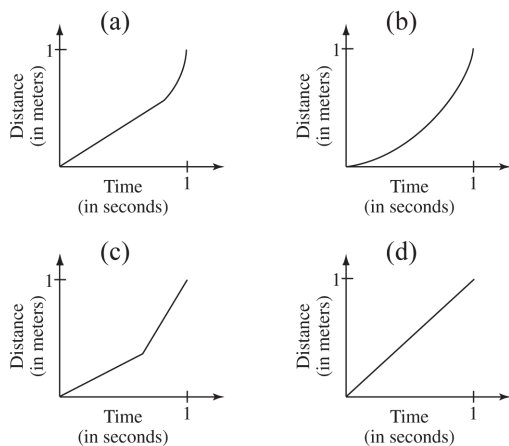 (a)
1
Distance
(in meters)
Time
1
(in seconds)
(b)
1
Distance
(in meters)
Time
1
(in seconds)
(c)
1
Distance
(in meters)
Time
1
(in seconds)
(d)
1
Distance
(in meters)
Time
1
(in seconds)